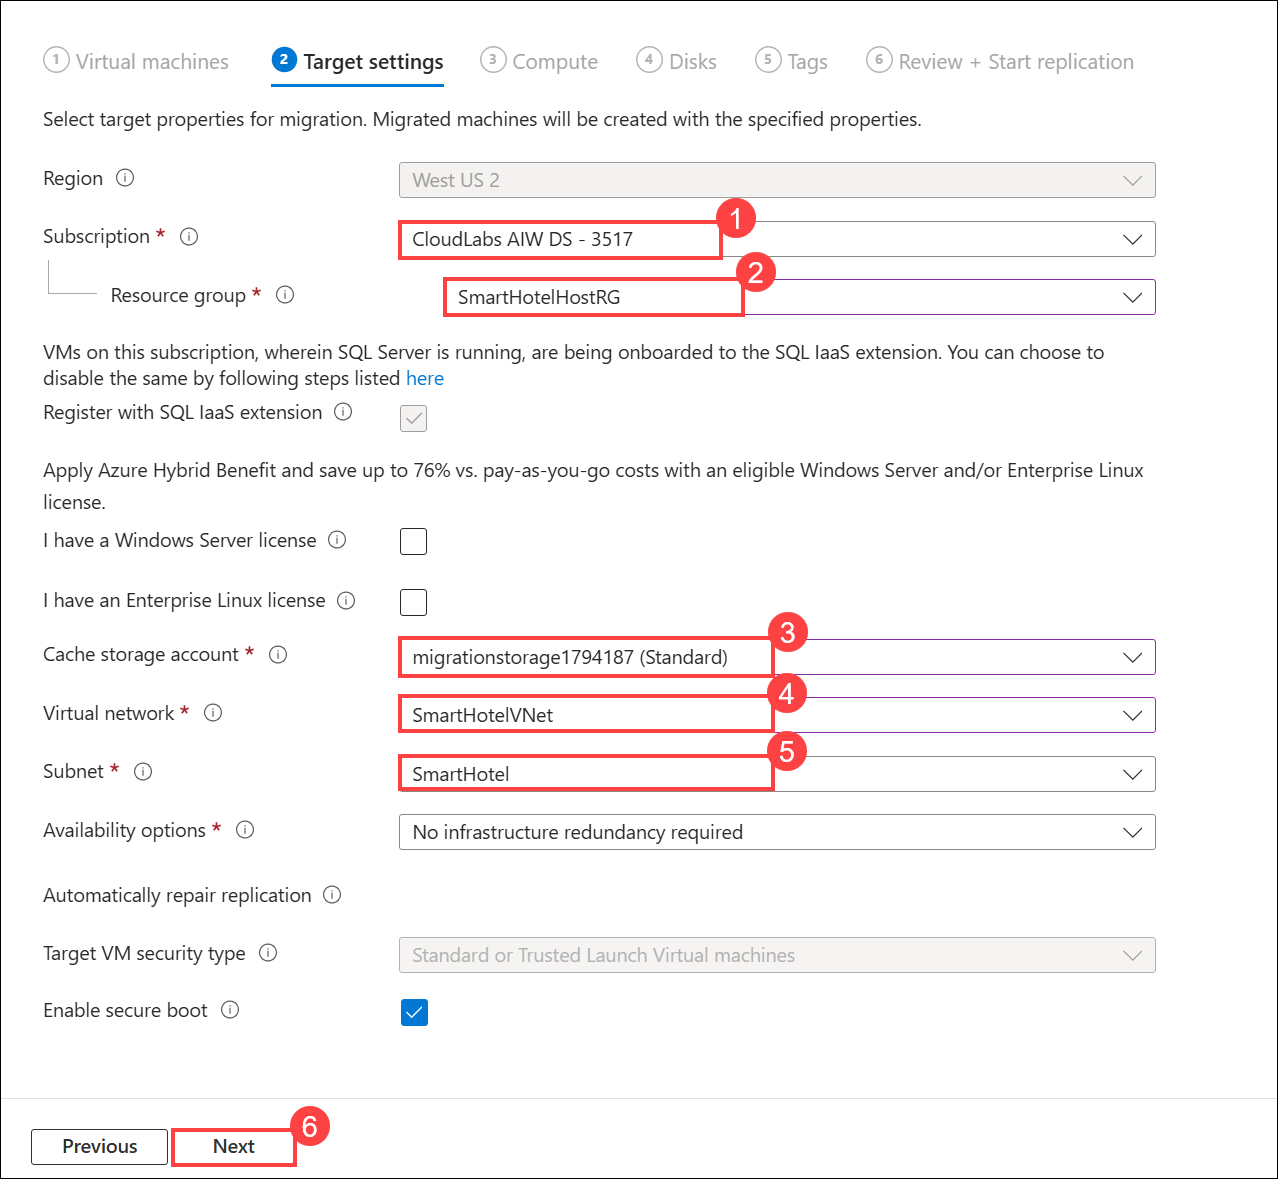 1 Virtual machines 2 Target settings 3 Compute 4 Disks 5 Tags 6 Review + Start replication
Select target properties for migration. Migrated machines will be created with the specified properties.
Region West US 2
Subscription * CloudLabs AIW DS - 3517 1
Resource group * SmartHotelHostRG 2
VMs on this subscription, wherein SQL Server is running, are being onboarded to the SQL IaaS extension. You can choose to
disable the same by following steps listed here
Register with SQL IaaS extension
Apply Azure Hybrid Benefit and save up to 76% vs. pay-as-you-go costs with an eligible Windows Server and/or Enterprise Linux
license.
I have a Windows Server license
I have an Enterprise Linux license
Cache storage account * migrationstorage1794187 (Standard) 3
Virtual network * SmartHotelVNet 4
Subnet * SmartHotel 5
Availability options * No infrastructure redundancy required
Automatically repair replication
Target VM security type Standard or Trusted Launch Virtual machines
Enable secure boot
Previous Next 6